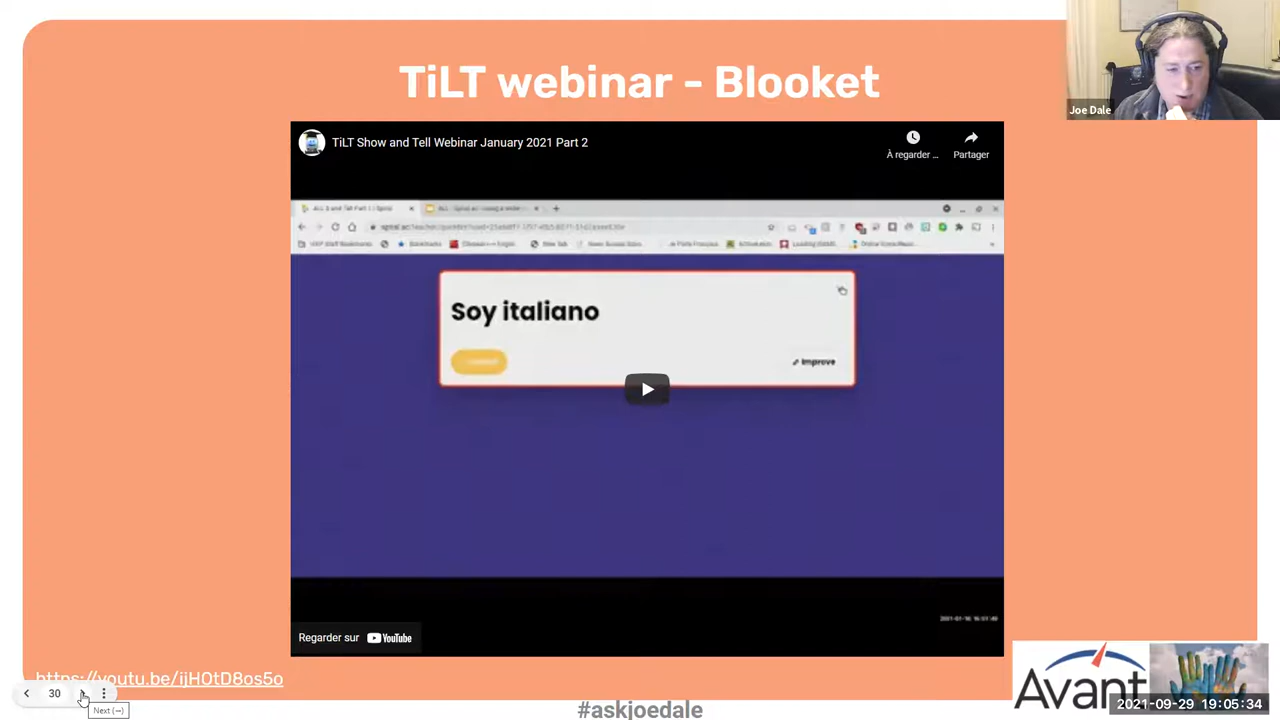 TiLT webinar - Blooket
Joe Dale
TiLT Show and Tell Webinar January 2021 Part 2
À regarder ...
Partager
Soy italiano
Improve
Regarder sur YouTube
https://youtu.be/ijHOtD8os5o
30
Next (→)
#askjoedale
Avant
2021-09-29 19:05:34